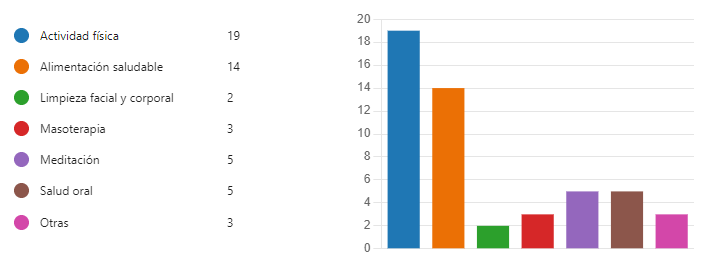 Actividad física 19
Alimentación saludable 14
Limpieza facial y corporal 2
Masoterapia 3
Meditación 5
Salud oral 5
Otras 3
20
18
16
14
12
10
8
6
4
2
0